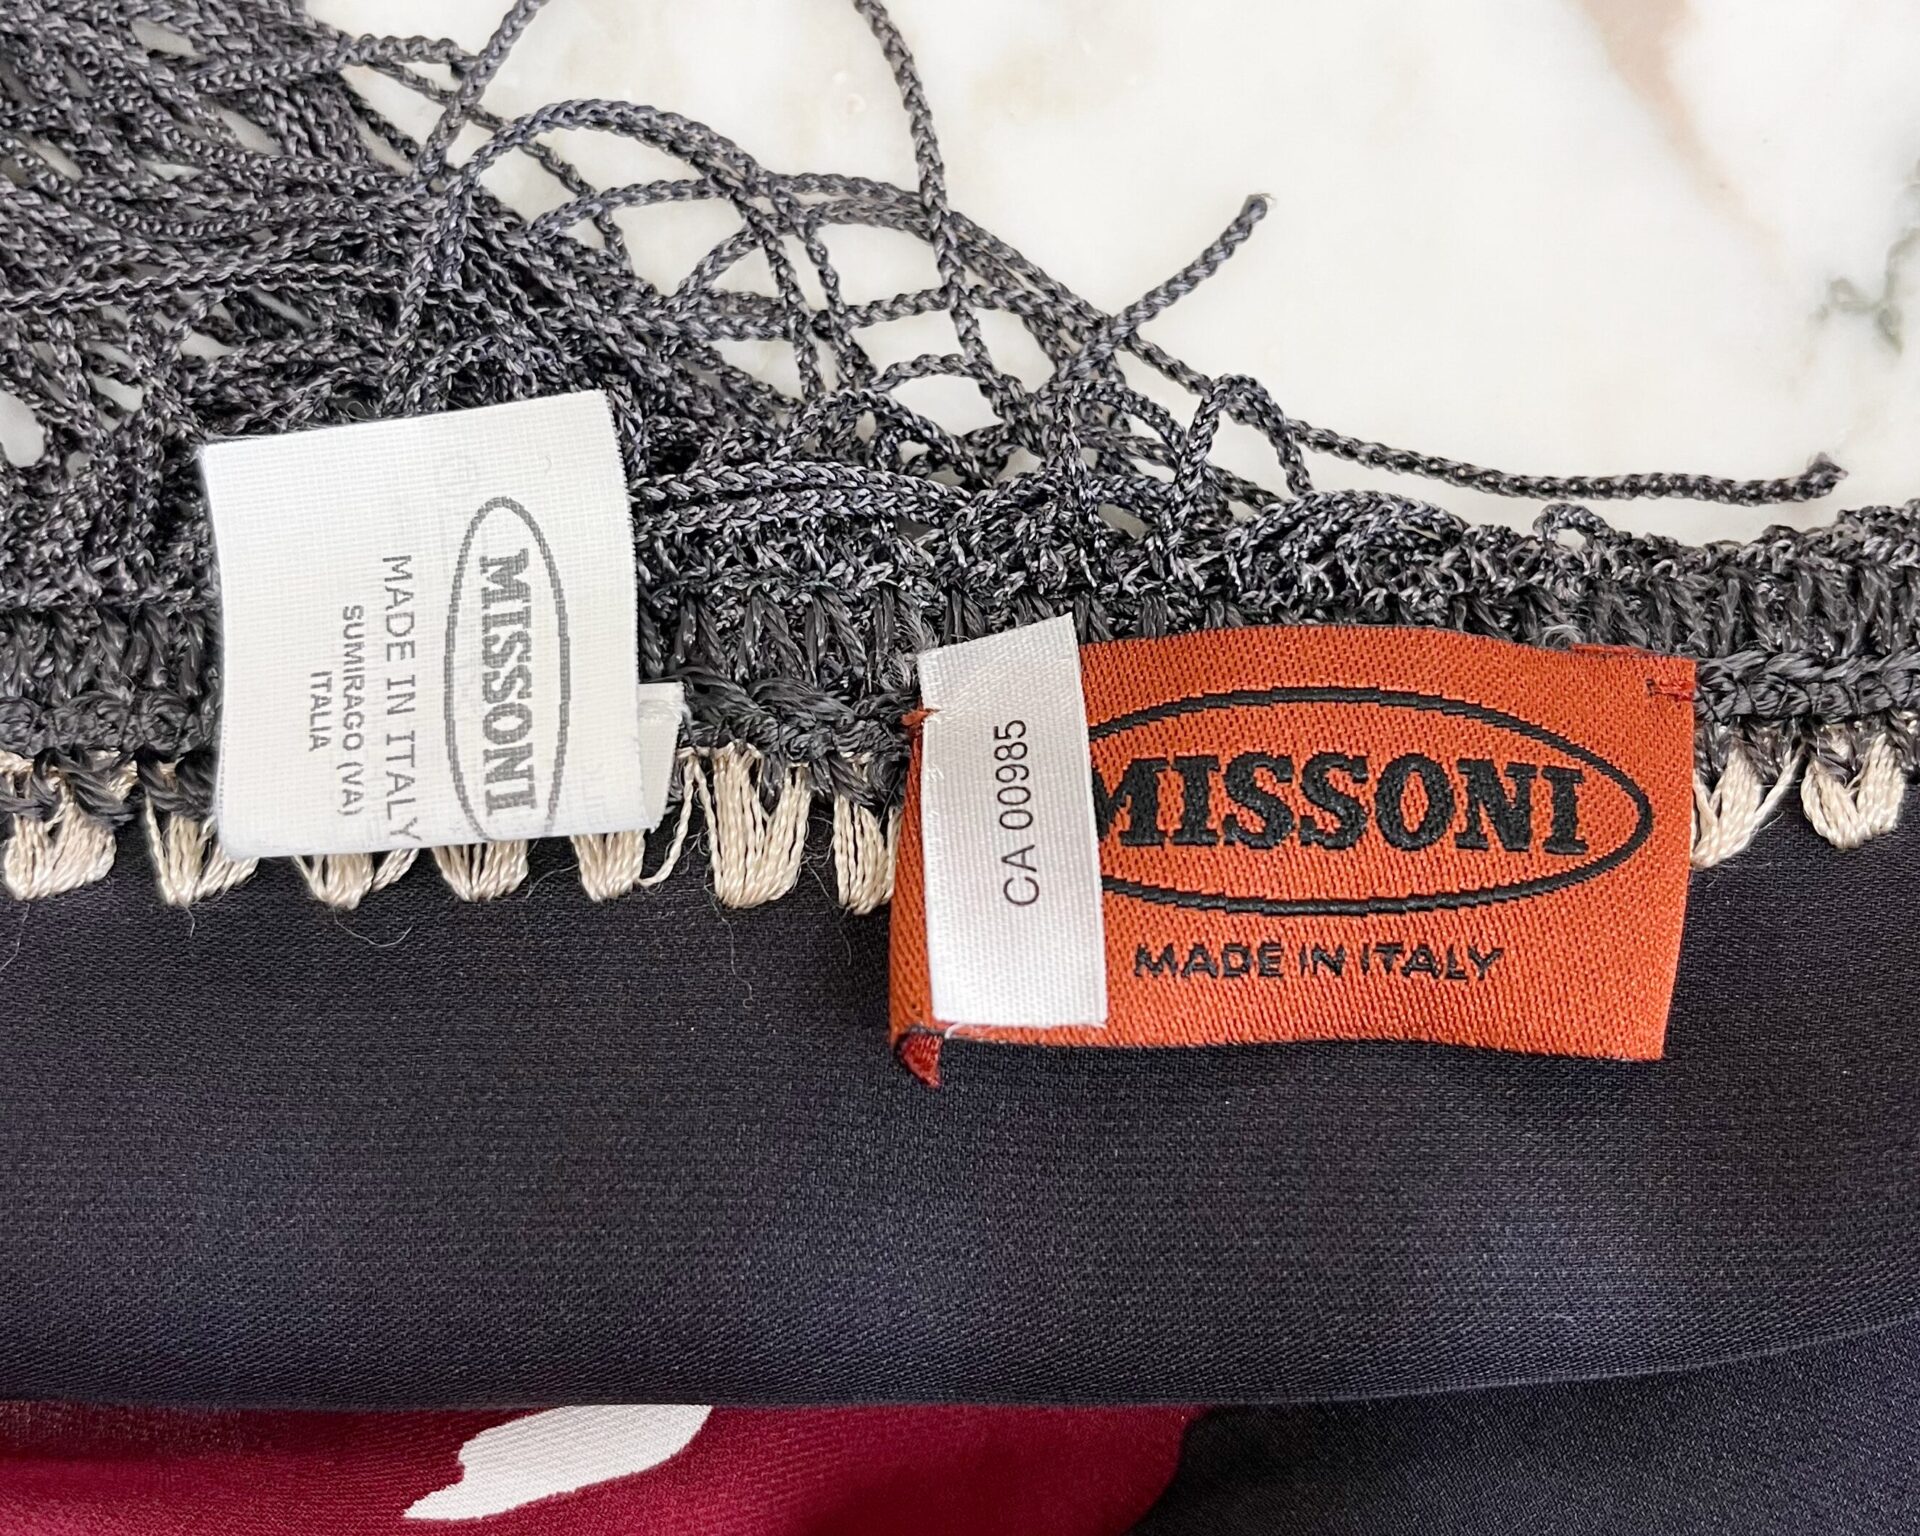 MISSONI
MADE IN ITALY
SUMIRAGO (VA)
ITALIA
CA 00985
MISSONI
MADE IN ITALY